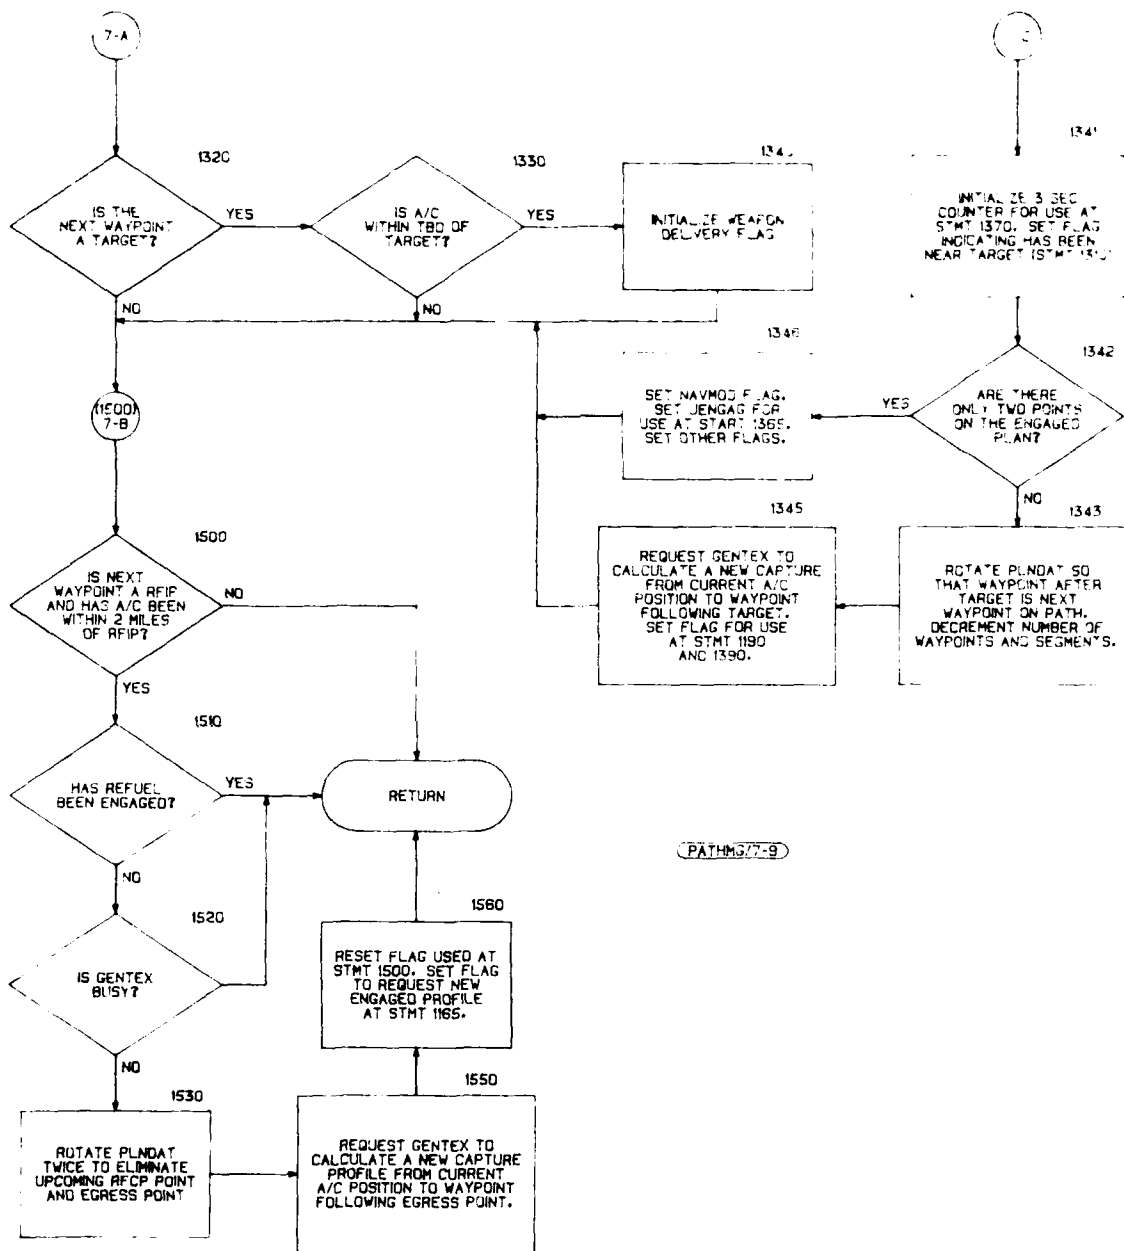 7-A
1320
IS THE
NEXT WAYPOINT
A TARGET?
YES
NO
1330
IS A/C
WITHIN TBD OF
TARGET?
YES
NO
INITIALIZE WEAPON
DELIVERY FLAG
1341
INITIALIZE 3 SEC
COUNTER FOR USE AT
STMT 1370. SET FLAG
INDICATING HAS BEEN
NEAR TARGET (STMT
1342
ARE THERE
ONLY TWO POINTS
ON THE ENGAGED
PLAN?
YES
NO
1346
SET NAVMOD FLAG.
SET UENGAG FOR
USE AT START 1365.
SET OTHER FLAGS.
1343
ROTATE PLNDAT SO
THAT WAYPOINT AFTER
TARGET IS NEXT
WAYPOINT ON PATH.
DECREMENT NUMBER OF
WAYPOINTS AND SEGMENTS.
1345
REQUEST GENTEX TO
CALCULATE A NEW CAPTURE
FROM CURRENT A/C
POSITION TO WAYPOINT
FOLLOWING TARGET.
SET FLAG FOR USE
AT STMT 1190
AND 1390.
(1500)
7-B
1500
IS NEXT
WAYPOINT A RFIP
AND HAS A/C BEEN
WITHIN 2 MILES
OF RFIP?
NO
YES
1510
HAS REFUEL
BEEN ENGAGED?
YES
NO
RETURN
1520
IS GENTEX
BUSY?
NO
1530
ROTATE PLNDAT
TWICE TO ELIMINATE
UPCOMING RFCP POINT
AND EGRESS POINT
1550
REQUEST GENTEX TO
CALCULATE A NEW CAPTURE
PROFILE FROM CURRENT
A/C POSITION TO WAYPOINT
FOLLOWING EGRESS POINT.
1560
RESET FLAG USED AT
STMT 1500. SET FLAG
TO REQUEST NEW
ENGAGED PROFILE
AT STMT 1165.
PATHMG/7-9